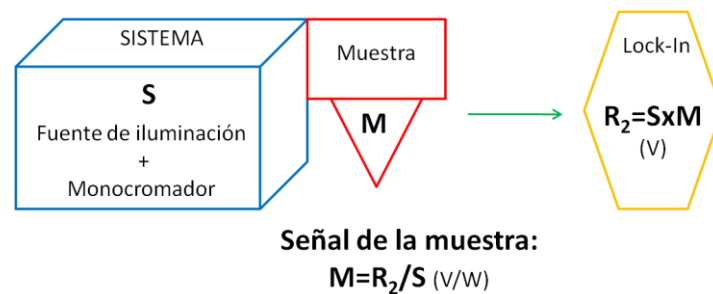 SISTEMA
S
Fuente de iluminación
+
Monocromador
Muestra
M
Lock-In
R₂=SxM
(V)
Señal de la muestra:
M=R₂/S (V/W)